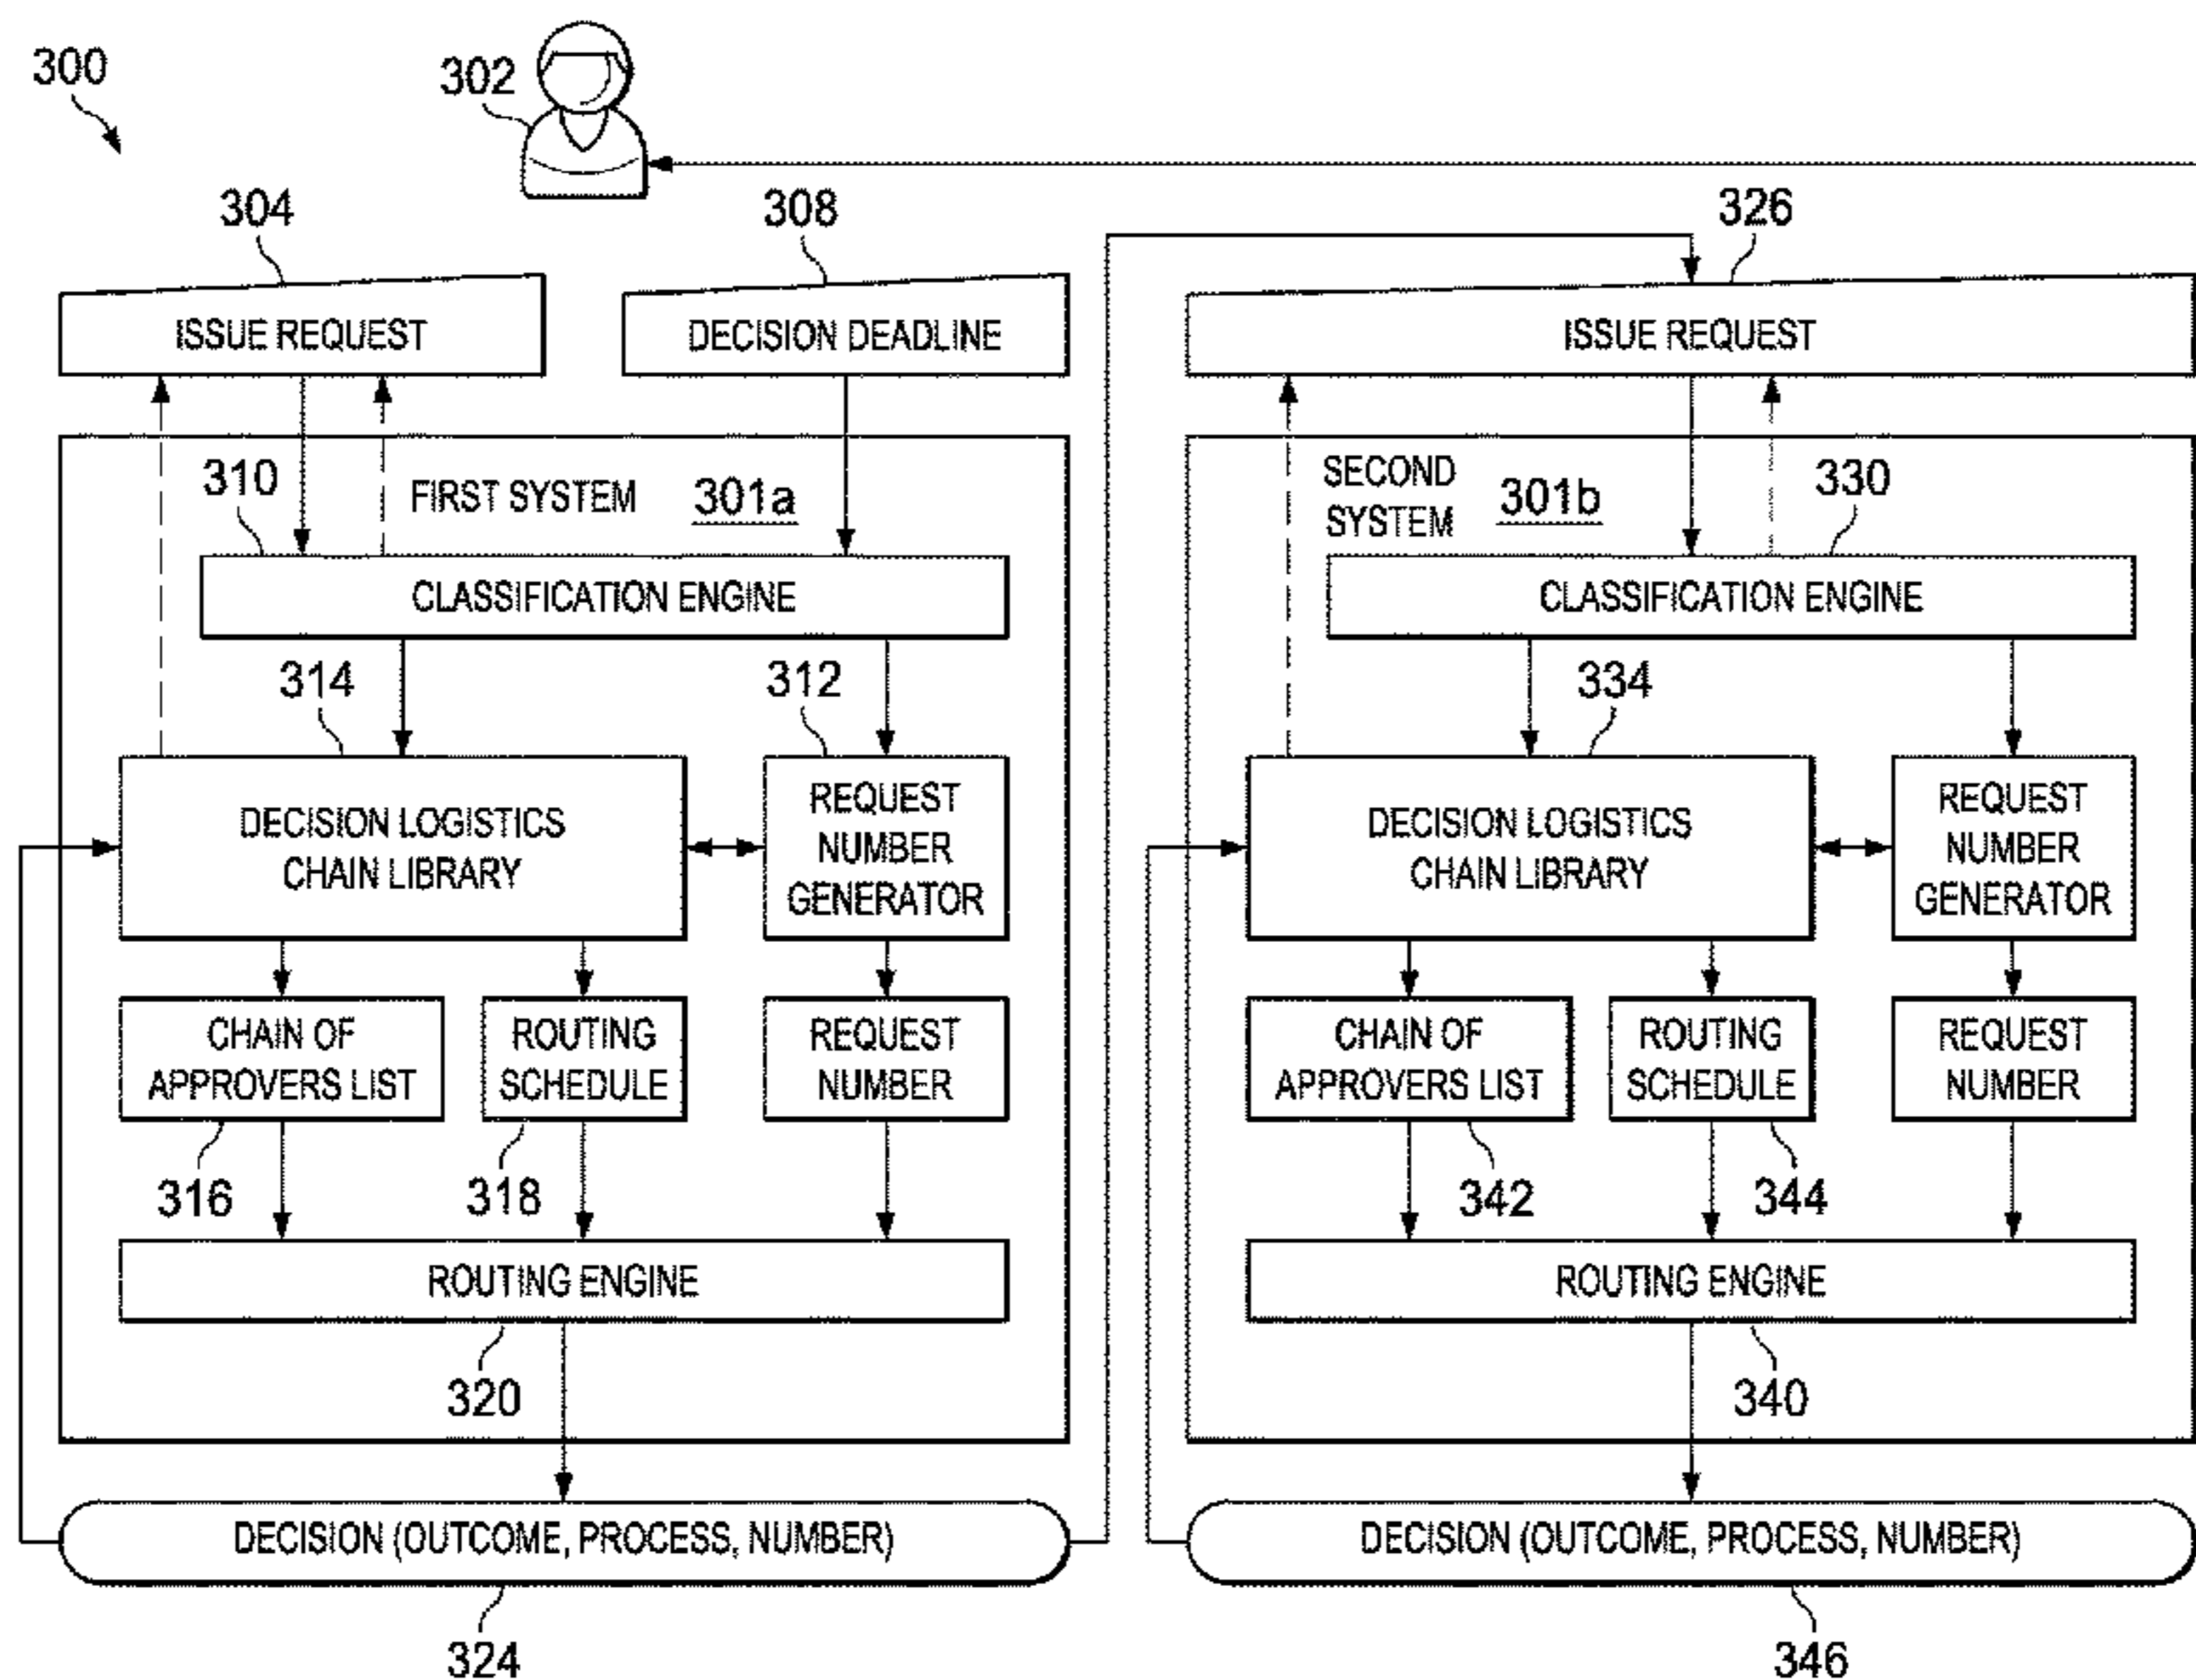 300
302
304
308
326
ISSUE REQUEST
DECISION DEADLINE
ISSUE REQUEST
310
FIRST SYSTEM
301a
SECOND
SYSTEM
301b
330
CLASSIFICATION ENGINE
CLASSIFICATION ENGINE
314
312
334
DECISION LOGISTICS
CHAIN LIBRARY
REQUEST
NUMBER
GENERATOR
DECISION LOGISTICS
CHAIN LIBRARY
REQUEST
NUMBER
GENERATOR
CHAIN OF
APPROVERS LIST
ROUTING
SCHEDULE
REQUEST
NUMBER
CHAIN OF
APPROVERS LIST
ROUTING
SCHEDULE
REQUEST
NUMBER
316
318
342
344
ROUTING ENGINE
ROUTING ENGINE
320
340
DECISION (OUTCOME, PROCESS, NUMBER)
DECISION (OUTCOME, PROCESS, NUMBER)
324
346